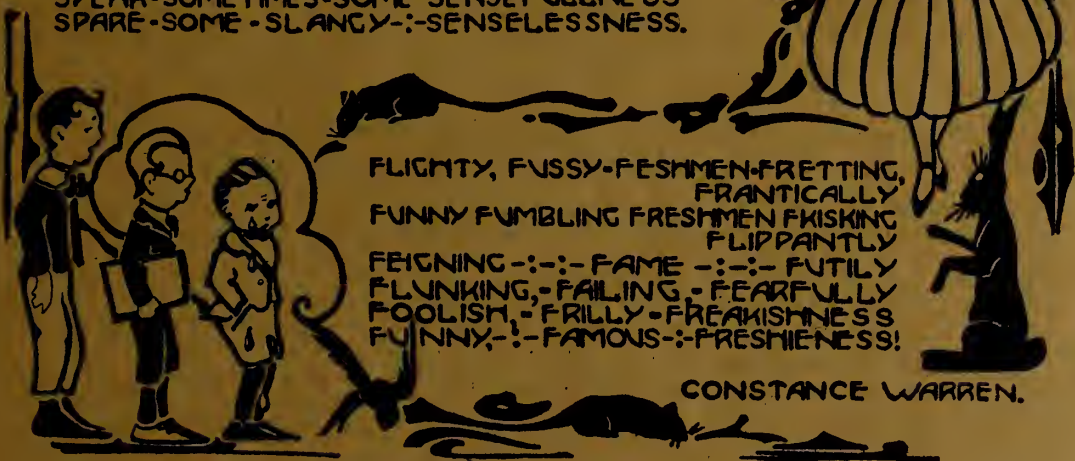 SPARE-SOME-SLANGY-:-SENSELESSNESS.
FLIGHTY, FUSSY-FESHMEN-FRETTING,
FRANTICALLY
FUNNY FUMBLING FRESHMEN FKISKING
FLIPPANTLY
FEIGNING -:-:- FAME -:-:- FUTILY
FLUNKING,-FAILING,-FEARFULLY
FOOLISH,-FRILLY-FREAKISHNESS
FUNNY,-:-FAMOUS-:-FRESHIENESS!
CONSTANCE WARREN.